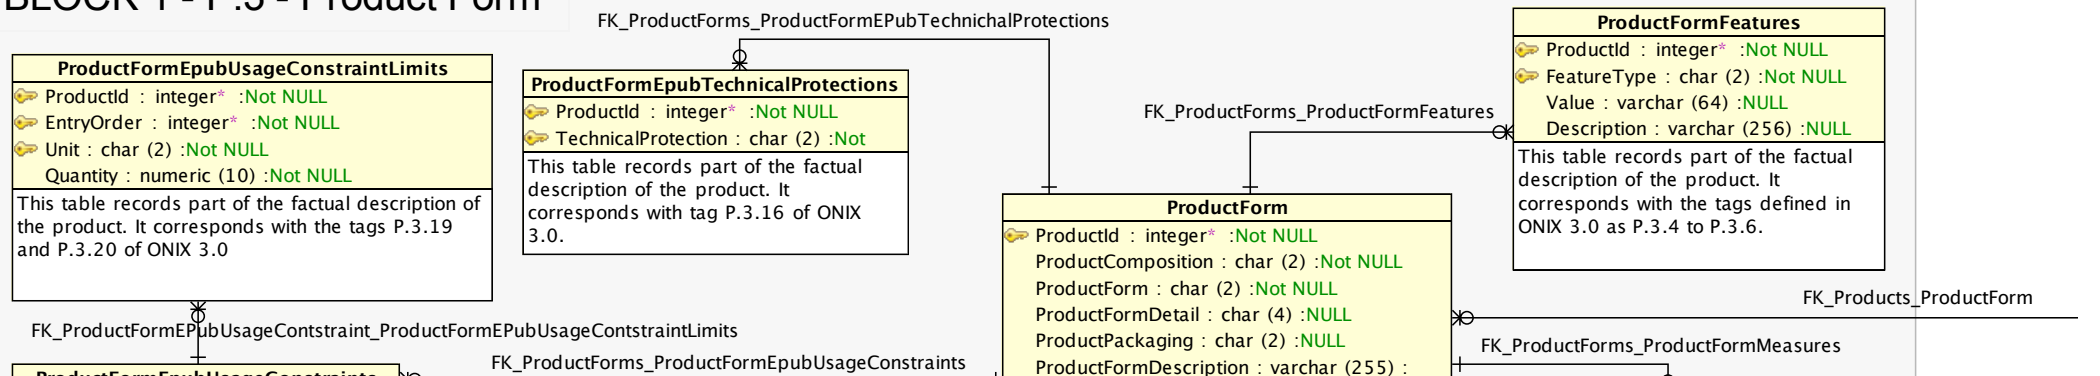 BLOCK 1 - P.3 - Product Form
FK_ProductForms_ProductFormEPubTechnichalProtections
ProductFormEpubUsageConstraintLimits
ProductId : integer* :Not NULL
EntryOrder : integer* :Not NULL
Unit : char (2) :Not NULL
Quantity : numeric (10) :Not NULL
This table records part of the factual description of
the product. It corresponds with the tags P.3.19
and P.3.20 of ONIX 3.0
ProductFormEpubTechnicalProtections
ProductId : integer* :Not NULL
TechnicalProtection : char (2) :Not
This table records part of the factual
description of the product. It
corresponds with tag P.3.16 of ONIX
3.0.
FK_ProductForms_ProductFormFeatures
ProductFormFeatures
ProductId : integer* :Not NULL
FeatureType : char (2) :Not NULL
Value : varchar (64) :NULL
Description : varchar (256) :NULL
This table records part of the factual
description of the product. It
corresponds with the tags defined in
ONIX 3.0 as P.3.4 to P.3.6.
ProductForm
ProductId : integer* :Not NULL
ProductComposition : char (2) :Not NULL
ProductForm : char (2) :Not NULL
ProductFormDetail : char (4) :NULL
ProductPackaging : char (2) :NULL
ProductFormDescription : varchar (255) :
FK_Products_ProductForm
FK_ProductForms_ProductFormMeasures
FK_ProductFormEPubUsageContstraint_ProductFormEPubUsageContstraintLimits
FK_ProductForms_ProductFormEpubUsageConstraints
ProductFormEpubUsageConstraints